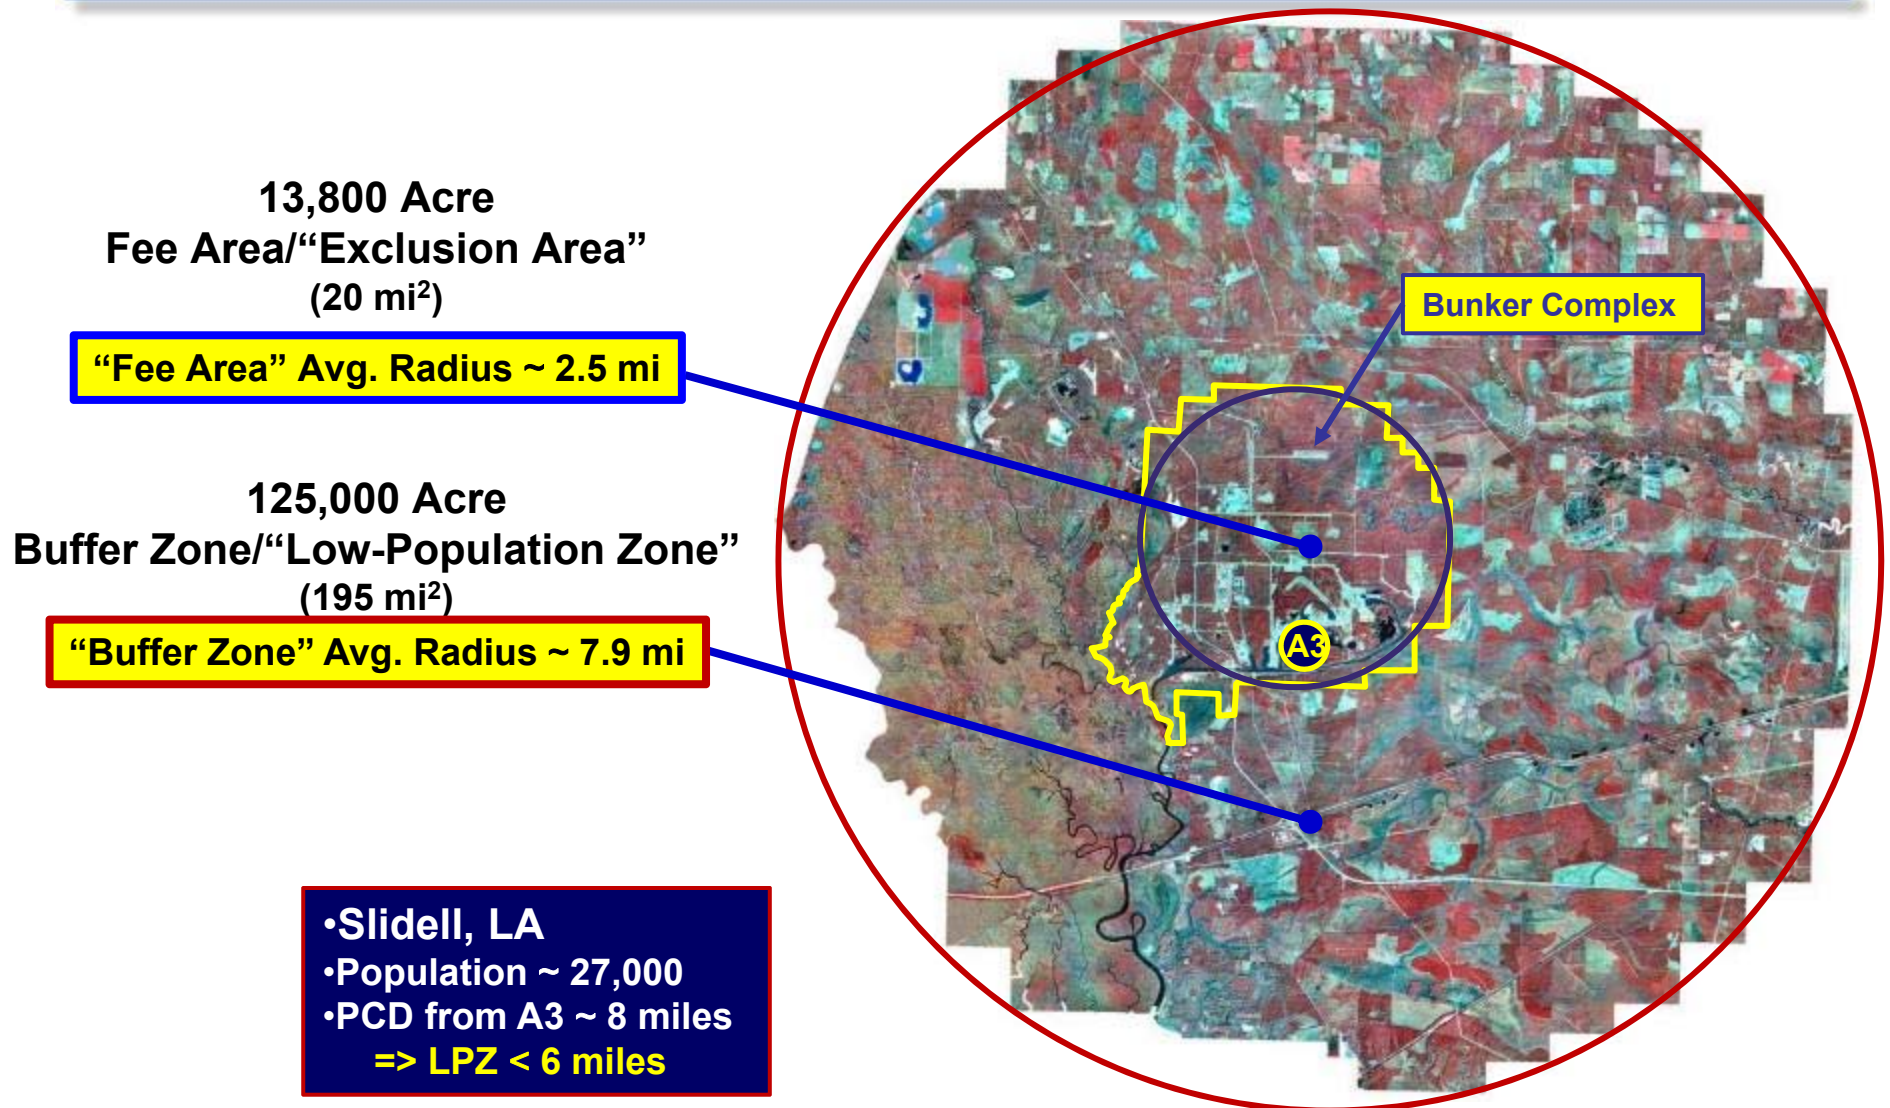 13,800 Acre
Fee Area/“Exclusion Area”
(20 mi²)
“Fee Area” Avg. Radius ~ 2.5 mi
125,000 Acre
Buffer Zone/“Low-Population Zone”
(195 mi²)
“Buffer Zone” Avg. Radius ~ 7.9 mi
Bunker Complex
A3
•Slidell, LA
•Population ~ 27,000
•PCD from A3 ~ 8 miles
=> LPZ < 6 miles